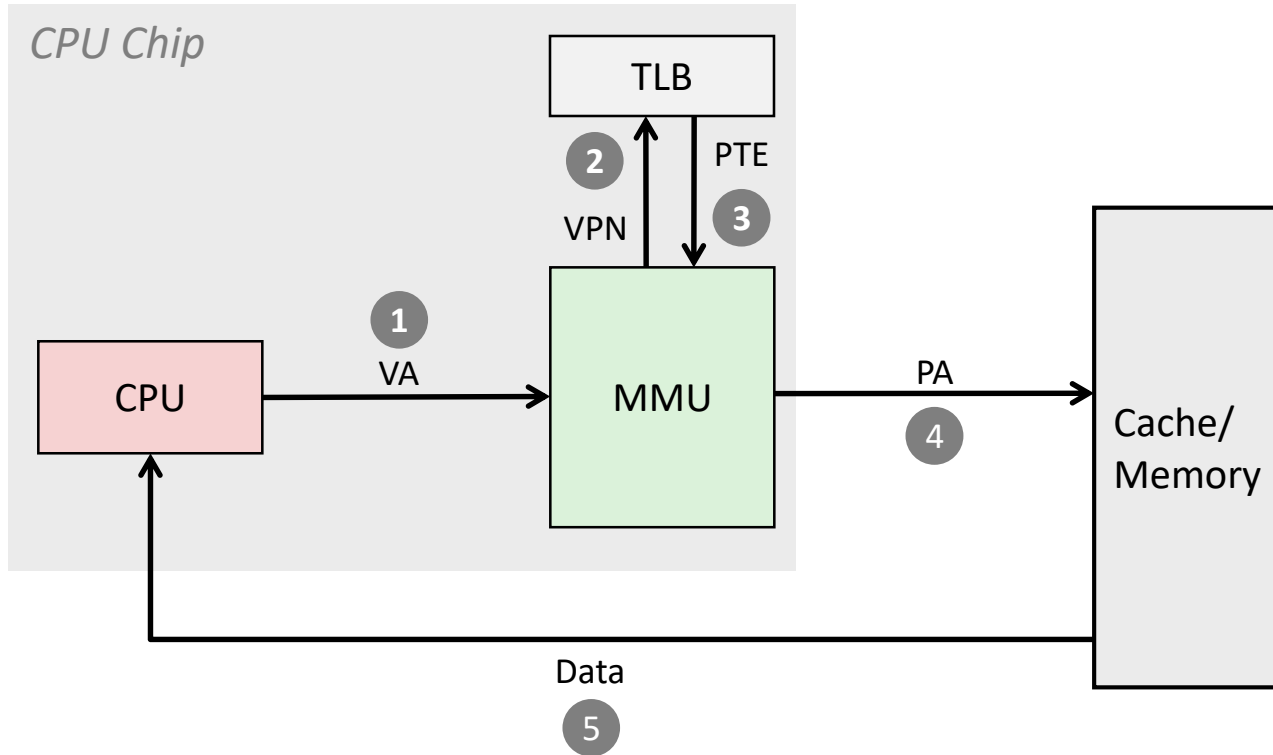 CPU Chip
TLB
2
PTE
VPN
3
1
VA
CPU
MMU
PA
4
Cache/
Memory
Data
5